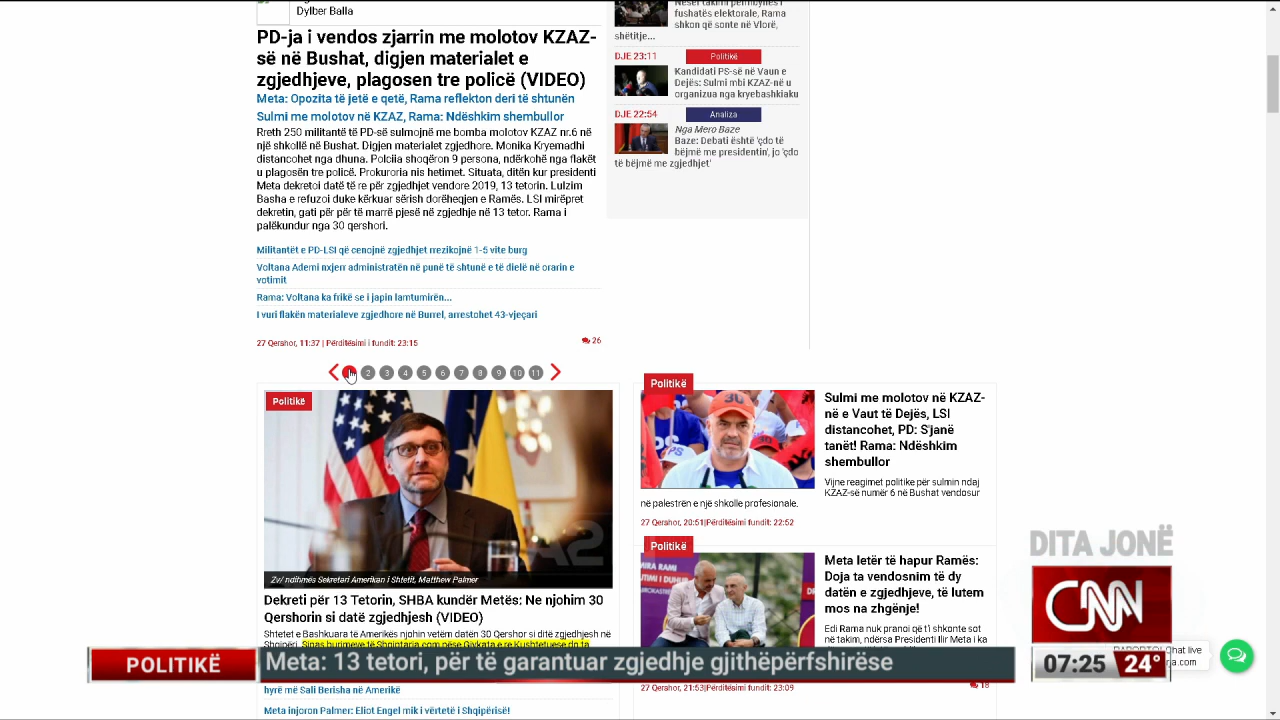 Dylber Balla
PD-ja i vendos zjarrin me molotov KZAZ-
së në Bushat, digjen materialet e
zgjedhjeve, plagosen tre policë (VIDEO)
Meta: Opozita të jetë e qetë, Rama reflekton deri të shtunën
Sulmi me molotov në KZAZ, Rama: Ndëshkim shembullor
Rreth 250 militantë të PD-së sulmojnë me bomba molotov KZAZ nr.6 në
një shkollë në Bushat. Digjen materialet zgjedhore. Monika Kryemadhi
distancohet nga dhuna. Polciia shoqëron 9 persona, ndërkohë nga flakët
u plagosën tre policë. Prokuroria nis hetimet. Situata, ditën kur presidenti
Meta dekretoi datë të re për zgjedhjet vendore 2019, 13 tetorin. Lulzim
Basha e refuzoi duke kërkuar sërish dorëheqjen e Ramës. LSI mirëpret
dekretin, gati për për të marrë pjesë në zgjedhje në 13 tetor. Rama i
palëkundur nga 30 qershori.
Militantët e PD-LSI që cenojnë zgjedhjet rrezikojnë 1-5 vite burg
Voltana Ademi nxjerr administratën në punë të shtunë e të dielë në orarin e
votimit
Rama: Voltana ka frikë se i japin lamtumirën...
I vuri flakën materialeve zgjedhore në Burrel, arrestohet 43-vjeçari
27 Qershor, 11:37 | Përditësimi i fundit: 23:15
26
1 2 3 4 5 6 7 8 9 10 11
Nesër takimi përmbyllës i
fushatës elektorale, Rama
shkon që sonte në Vlorë,
shëtitje...
DJE 23:11
Politikë
Kandidati PS-së në Vaun e
Dejës: Sulmi mbi KZAZ-në u
organizua nga kryebashkiaku
DJE 22:54
Analiza
Nga Mero Baze
Baze: Debati është 'çdo të
bëjmë me presidentin', jo 'çdo
të bëjmë me zgjedhjet'
Politikë
Zv/ ndihmës Sekretari Amerikan i Shtetit, Matthew Palmer
Dekreti për 13 Tetorin, SHBA kundër Metës: Ne njohim 30
Qershorin si datë zgjedhjesh (VIDEO)
Shtetet e Bashkuara të Amerikës njohin vetëm datën 30 Qershor si ditë zgjedhjesh në
hyrë më Sali Berisha në Amerikë
Meta injoron Palmer: Eliot Engel mik i vërtetë i Shqipërisë!
Politikë
30
Sulmi me molotov në KZAZ-
në e Vaut të Dejës, LSI
distancohet, PD: S'janë
tanët! Rama: Ndëshkim
shembullor
Vijne reagimet politike për sulmin ndaj
KZAZ-së numër 6 në Bushat vendosur
në palestrën e një shkolle profesionale.
27 Qershor, 20:51|Përditësimi fundit: 22:52
Politikë
Meta letër të hapur Ramës:
Doja ta vendosnim të dy
datën e zgjedhjeve, të lutem
mos na zhgënje!
Edi Rama nuk pranoi që t'i shkonte sot
në takim, ndërsa Presidenti Ilir Meta i ka
27 Qershor, 21:53|Përditësimi fundit: 23:09
18
DITA JONË
CNN
07:25 24°
POLITIKË
Meta: 13 tetori, për të garantuar zgjedhje gjithëpërfshirëse